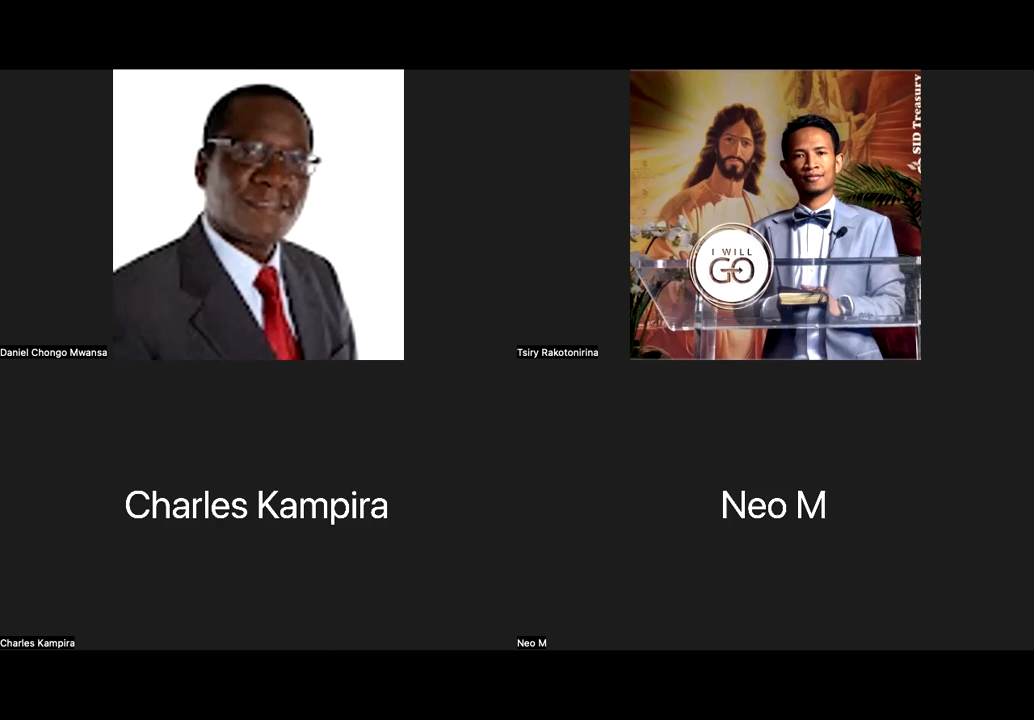 SID Treasury
I WILL
GO
Daniel Chongo Mwansa
Tsiry Rakotonirina
Charles Kampira
Neo M
Charles Kampira
Neo M